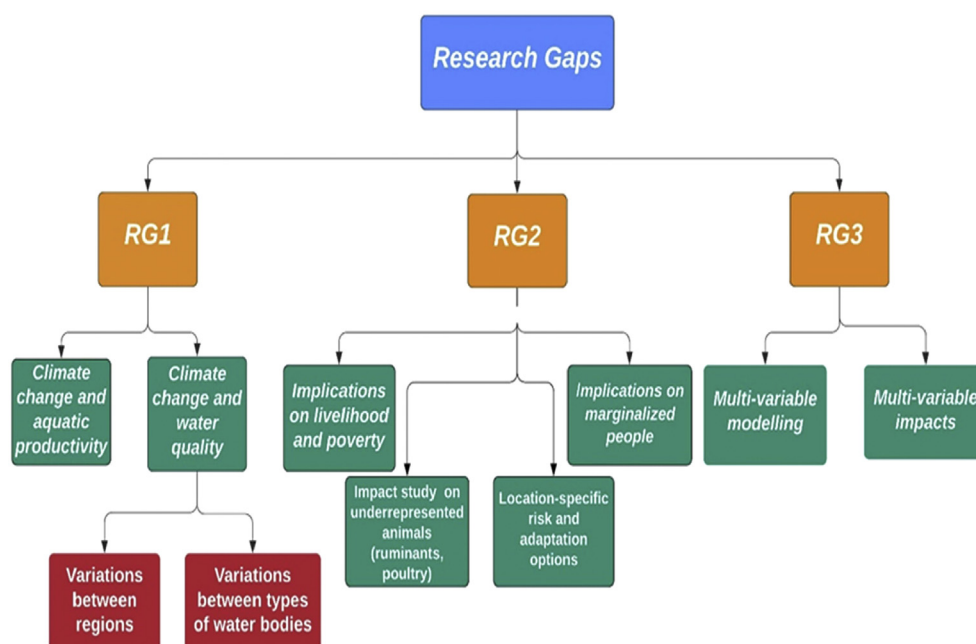 Research Gaps
RG1
RG2
RG3
Climate
change and
aquatic
productivity
Climate
change and
water
quality
Implications
on livelihood
and poverty
Implications on
marginalized
people
Multi-variable
modelling
Multi-variable
impacts
Impact study on
underrepresented
animals
(ruminants,
poultry)
Location-specific
risk and
adaptation
options
Variations
between
regions
Variations
between types
of water bodies